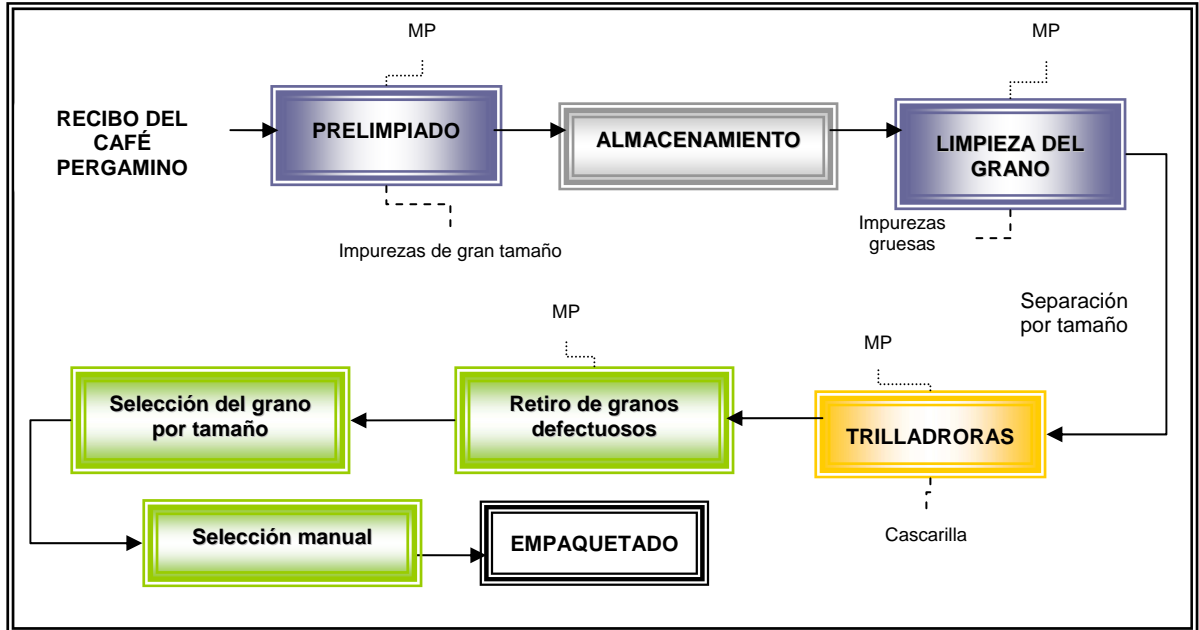 MP
MP
RECIBO DEL
CAFÉ
PERGAMINO
PRELIMPIADO
ALMACENAMIENTO
LIMPIEZA DEL
GRANO
Impurezas de gran tamaño
Impurezas
gruesas
Separación
por tamaño
MP
MP
Selección del grano
por tamaño
Retiro de granos
defectuosos
TRILLADRORAS
Cascarilla
Selección manual
EMPAQUETADO